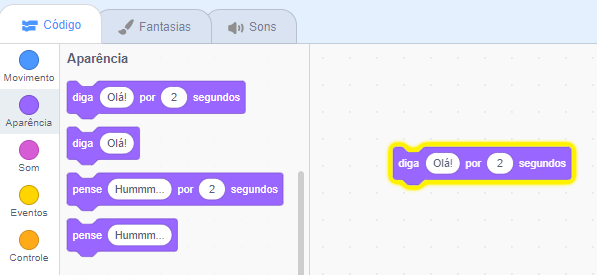 Código
Fantasias
Sons
Movimento
Aparência
Som
Eventos
Controle
Aparência
diga Olá! por 2 segundos
diga Olá!
pense Hummm... por 2 segundos
pense Hummm...
diga Olá! por 2 segundos